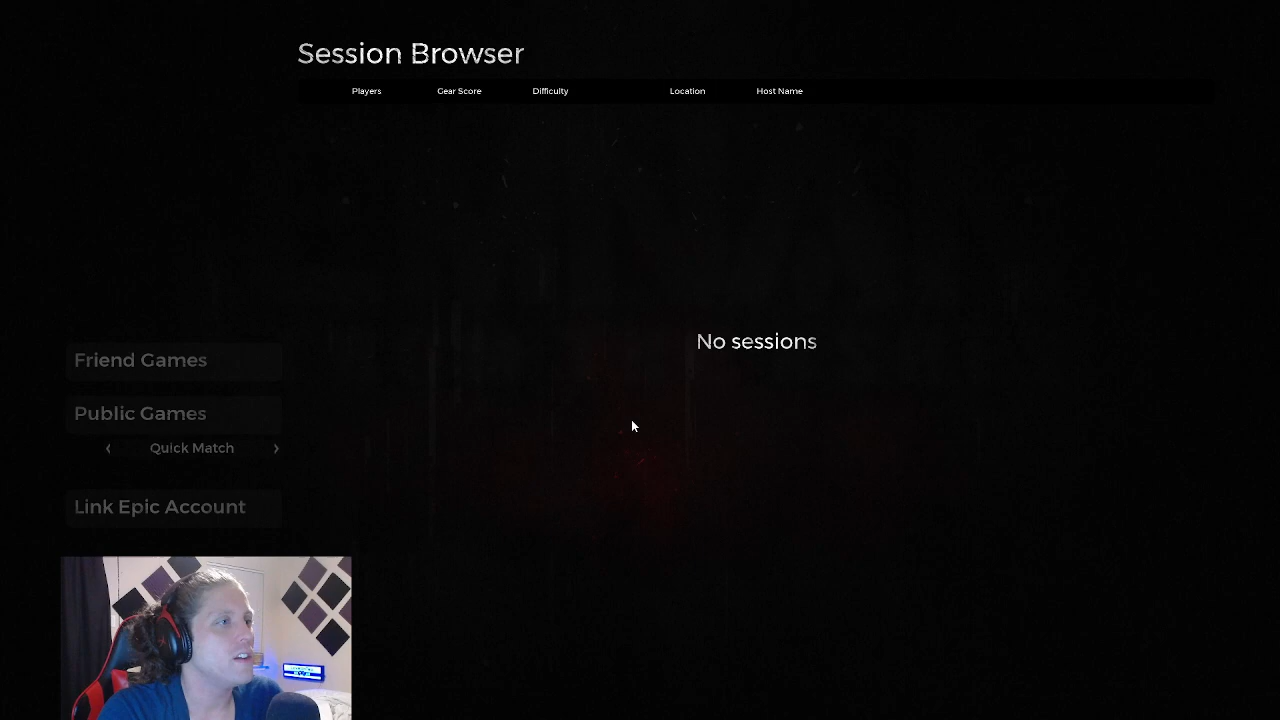 Session Browser
Players Gear Score Difficulty Location Host Name
No sessions
Friend Games
Public Games
‹ Quick Match ›
Link Epic Account